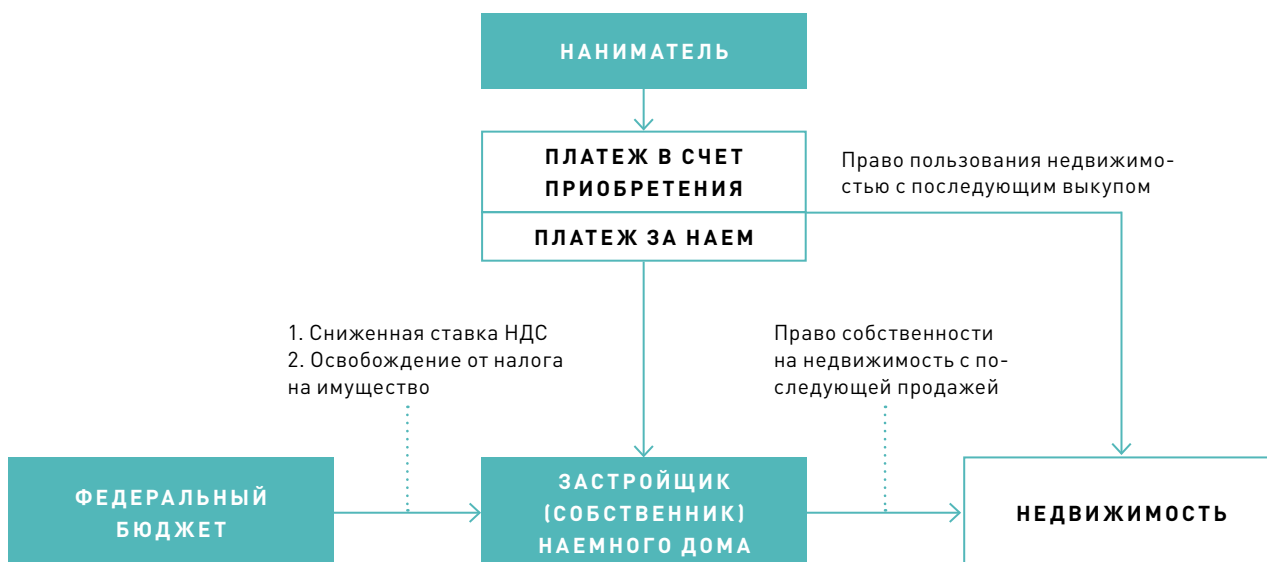 НАНИМАТЕЛЬ
ПЛАТЕЖ В СЧЕТ
ПРИОБРЕТЕНИЯ
ПЛАТЕЖ ЗА НАЕМ
Право пользования недвижимо-
стью с последующим выкупом
1. Сниженная ставка НДС
2. Освобождение от налога
на имущество
Право собственности
на недвижимость с по-
следующей продажей
ФЕДЕРАЛЬНЫЙ
БЮДЖЕТ
ЗАСТРОЙЩИК
(СОБСТВЕННИК)
НАЕМНОГО ДОМА
НЕДВИЖИМОСТЬ